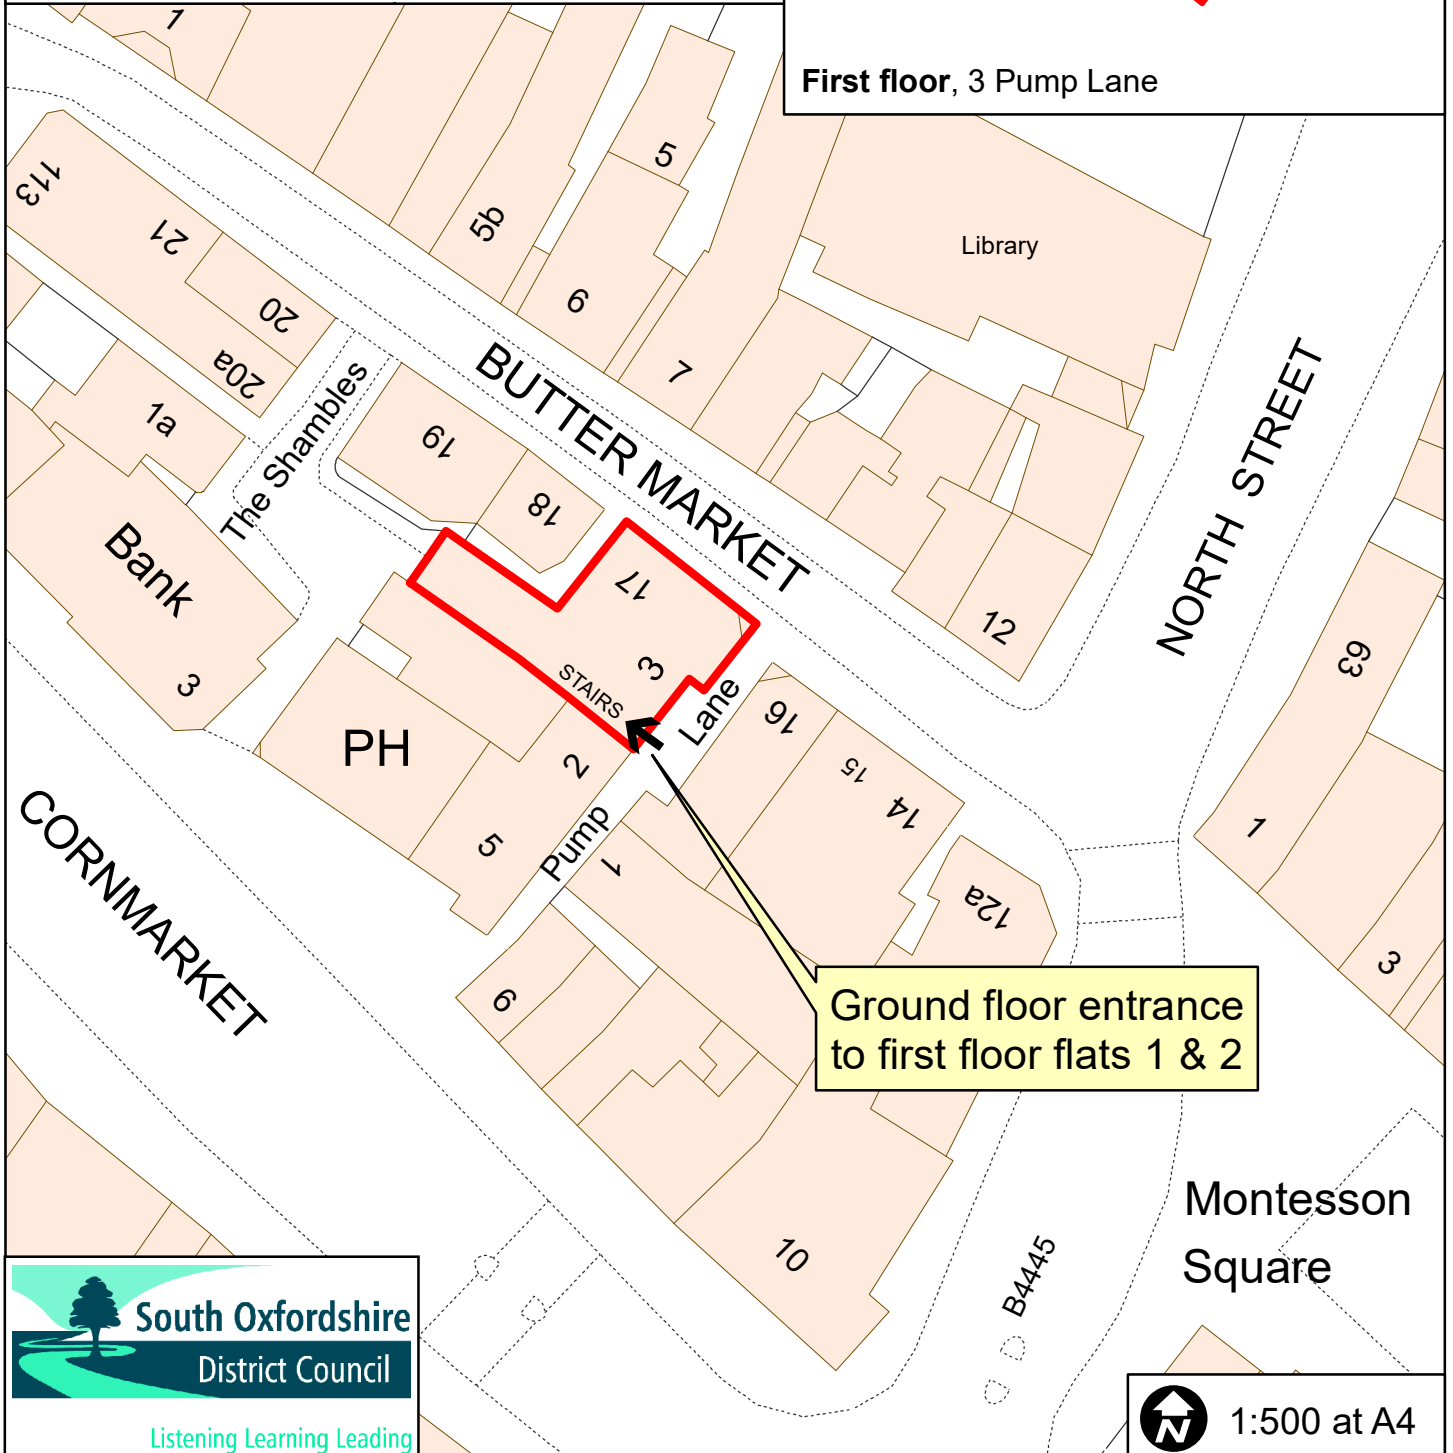 First floor, 3 Pump Lane
1
113
21
20
20a
1a
5b
5
6
7
Library
BUTTER MARKET
The Shambles
19
18
17
3
STAIRS
Bank
3
PH
2
5
Pump Lane
1
16
15
14
12a
12
NORTH STREET
63
1
3
CORNMARKET
6
10
Ground floor entrance
to first floor flats 1 & 2
B4445
Montesson
Square
South Oxfordshire
District Council
Listening Learning Leading
N
1:500 at A4